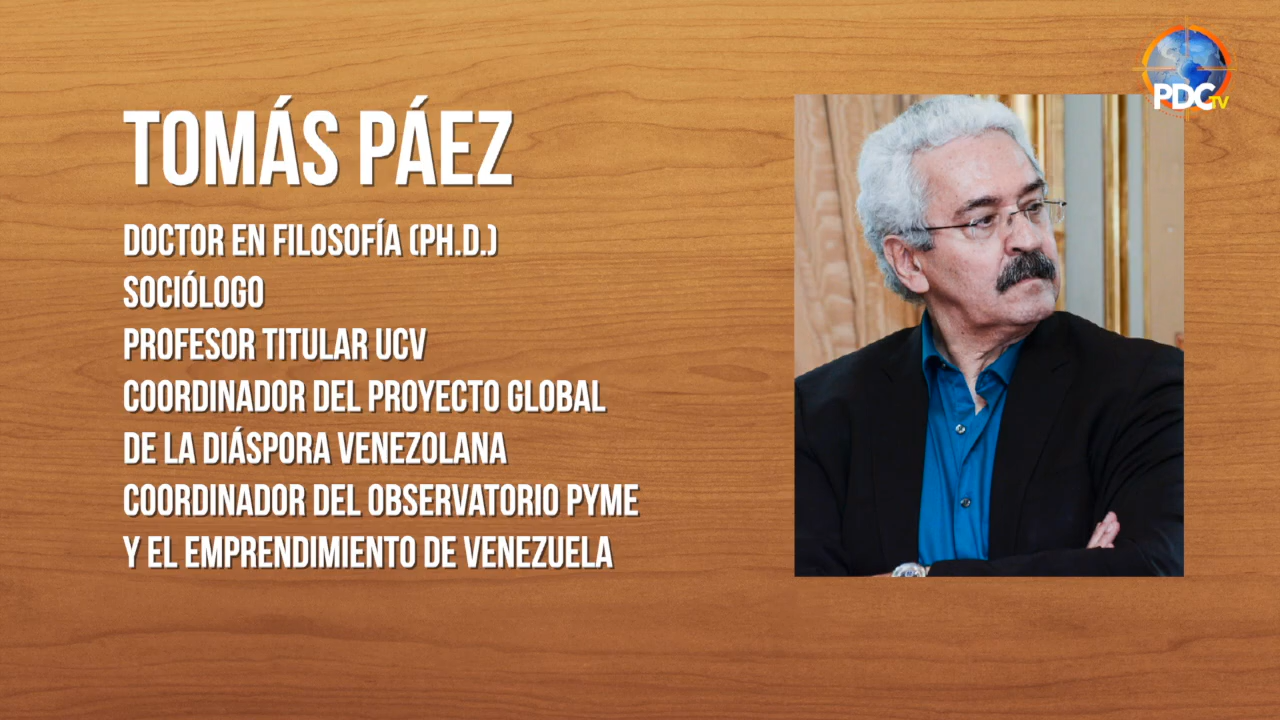 TOMÁS PÁEZ
DOCTOR EN FILOSOFÍA (PH.D.)
SOCIÓLOGO
PROFESOR TITULAR UCV
COORDINADOR DEL PROYECTO GLOBAL
DE LA DIÁSPORA VENEZOLANA
COORDINADOR DEL OBSERVATORIO PYME
Y EL EMPRENDIMIENTO DE VENEZUELA
PDC TV